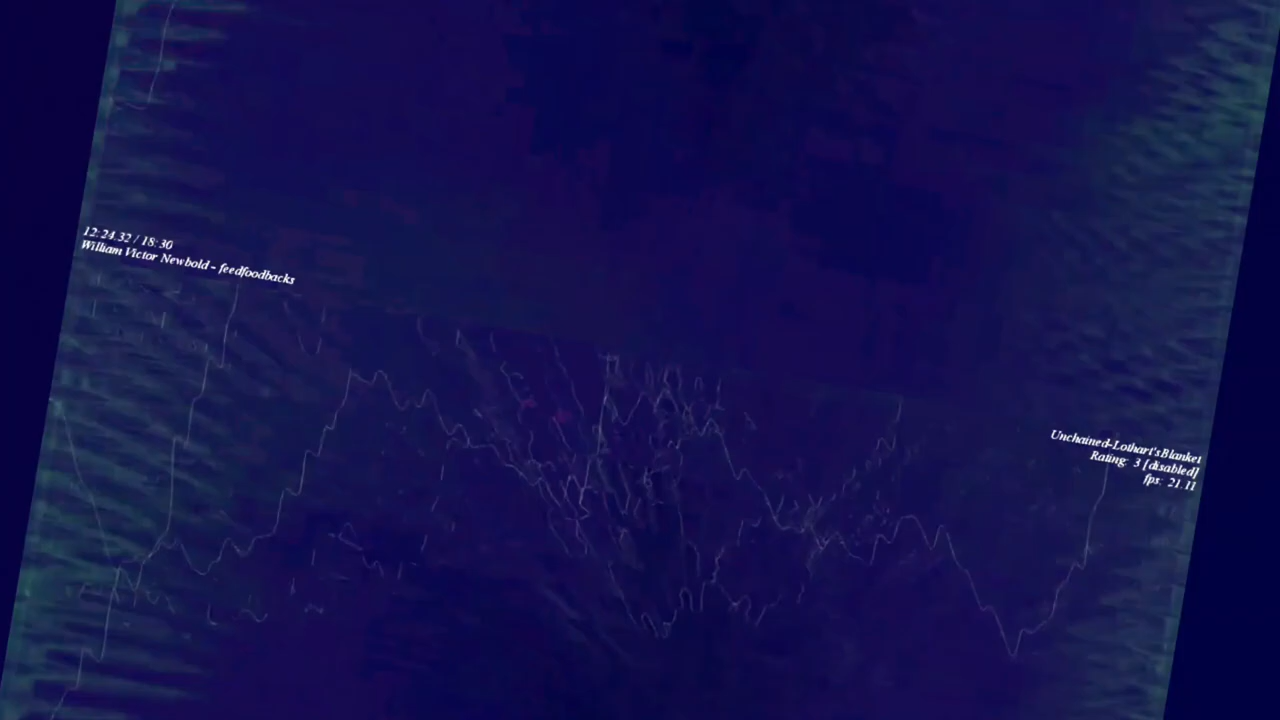 12:24.32 / 18:30
William Victor Newbold - feedfoodbacks
Unchained-Lothart'sBlanket
Rating: 3 [disabled]
fps: 21.11